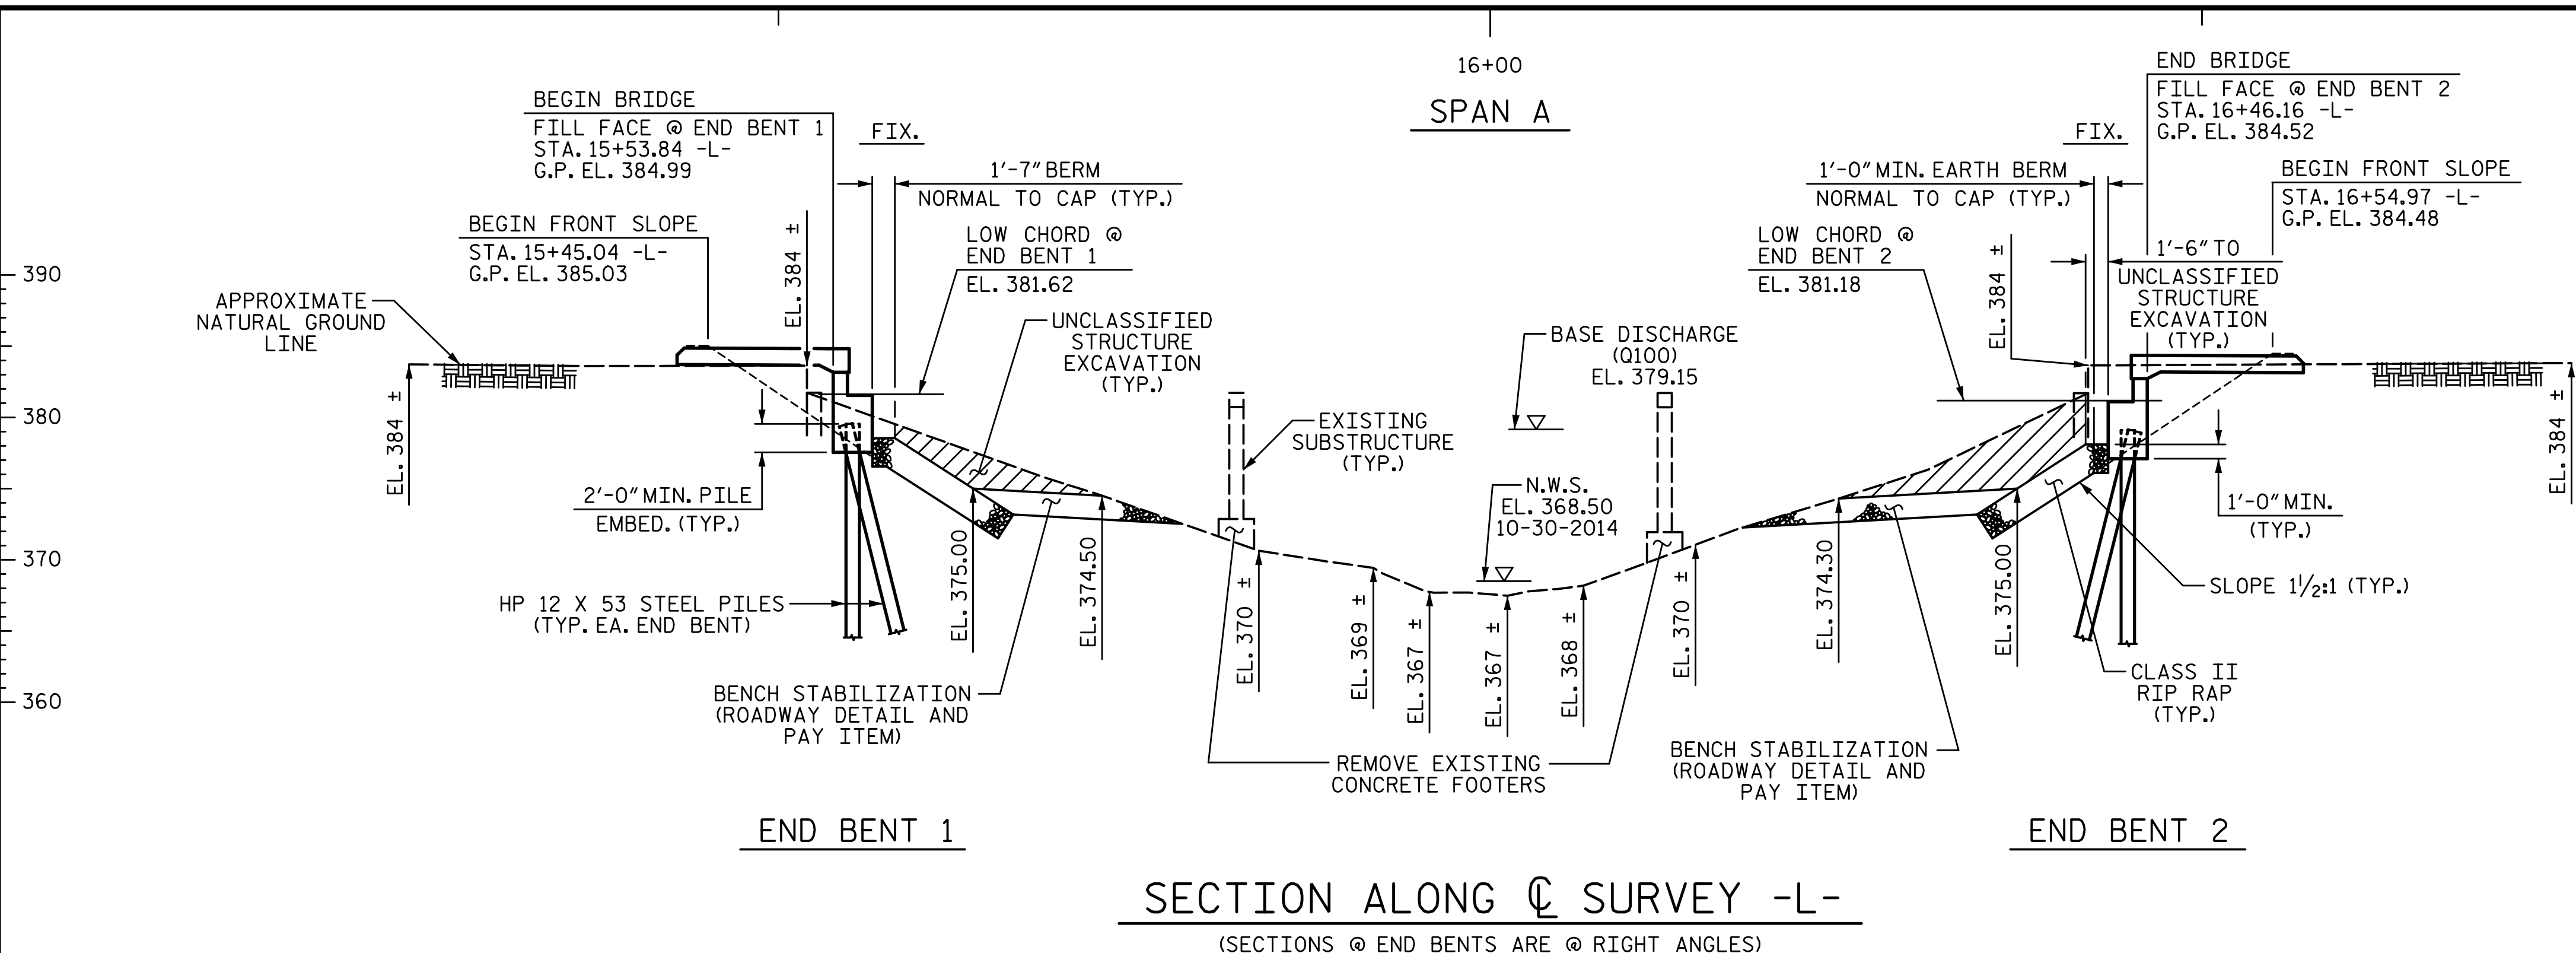 16+00
SPAN A
BEGIN BRIDGE
FILL FACE @ END BENT 1
STA. 15+53.84 -L-
G.P. EL. 384.99
FIX.
1'-7" BERM
NORMAL TO CAP (TYP.)
BEGIN FRONT SLOPE
STA. 15+45.04 -L-
G.P. EL. 385.03
EL. 384 ±
LOW CHORD @
END BENT 1
EL. 381.62
APPROXIMATE
NATURAL GROUND
LINE
UNCLASSIFIED
STRUCTURE
EXCAVATION
(TYP.)
BASE DISCHARGE
(Q100)
EL. 379.15
END BRIDGE
FILL FACE @ END BENT 2
STA. 16+46.16 -L-
G.P. EL. 384.52
FIX.
1'-0" MIN. EARTH BERM
NORMAL TO CAP (TYP.)
BEGIN FRONT SLOPE
STA. 16+54.97 -L-
G.P. EL. 384.48
LOW CHORD @
END BENT 2
EL. 381.18
EL. 384 ±
1'-6" TO
UNCLASSIFIED
STRUCTURE
EXCAVATION
(TYP.)
390
380
370
360
EL. 384 ±
2'-0" MIN. PILE
EMBED. (TYP.)
EXISTING
SUBSTRUCTURE
(TYP.)
N.W.S.
EL. 368.50
10-30-2014
EL. 384 ±
1'-0" MIN.
(TYP.)
HP 12 X 53 STEEL PILES
(TYP. EA. END BENT)
EL. 375.00
EL. 374.50
EL. 370 ±
EL. 369 ±
EL. 367 ±
EL. 367 ±
EL. 368 ±
EL. 370 ±
EL. 374.30
EL. 375.00
SLOPE 1 1/2:1 (TYP.)
CLASS II
RIP RAP
(TYP.)
BENCH STABILIZATION
(ROADWAY DETAIL AND
PAY ITEM)
REMOVE EXISTING
CONCRETE FOOTERS
BENCH STABILIZATION
(ROADWAY DETAIL AND
PAY ITEM)
END BENT 1
END BENT 2
SECTION ALONG ℄ SURVEY -L-
(SECTIONS @ END BENTS ARE @ RIGHT ANGLES)